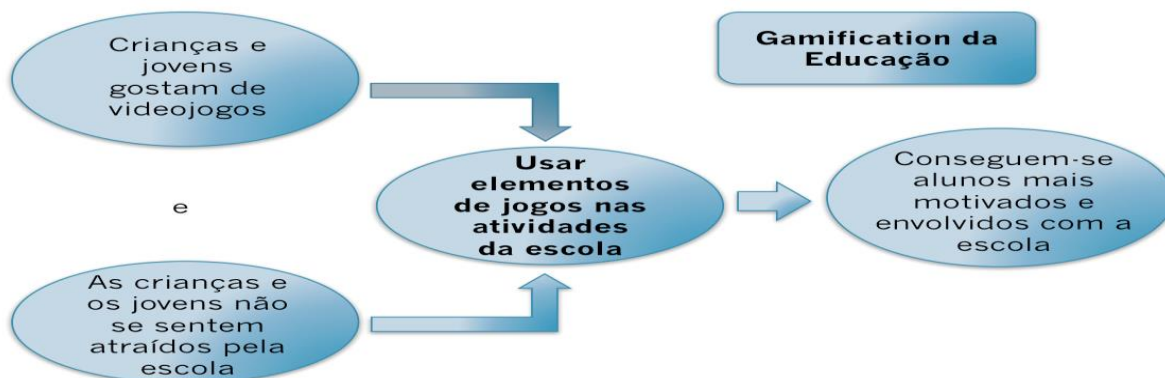 Crianças e
jovens
gostam de
videojogos
Gamification da
Educação
e
Usar
elementos
de jogos nas
atividades
da escola
Conseguem-se
alunos mais
motivados e
envolvidos com a
escola
As crianças e
os jovens não
se sentem
atraídos pela
escola